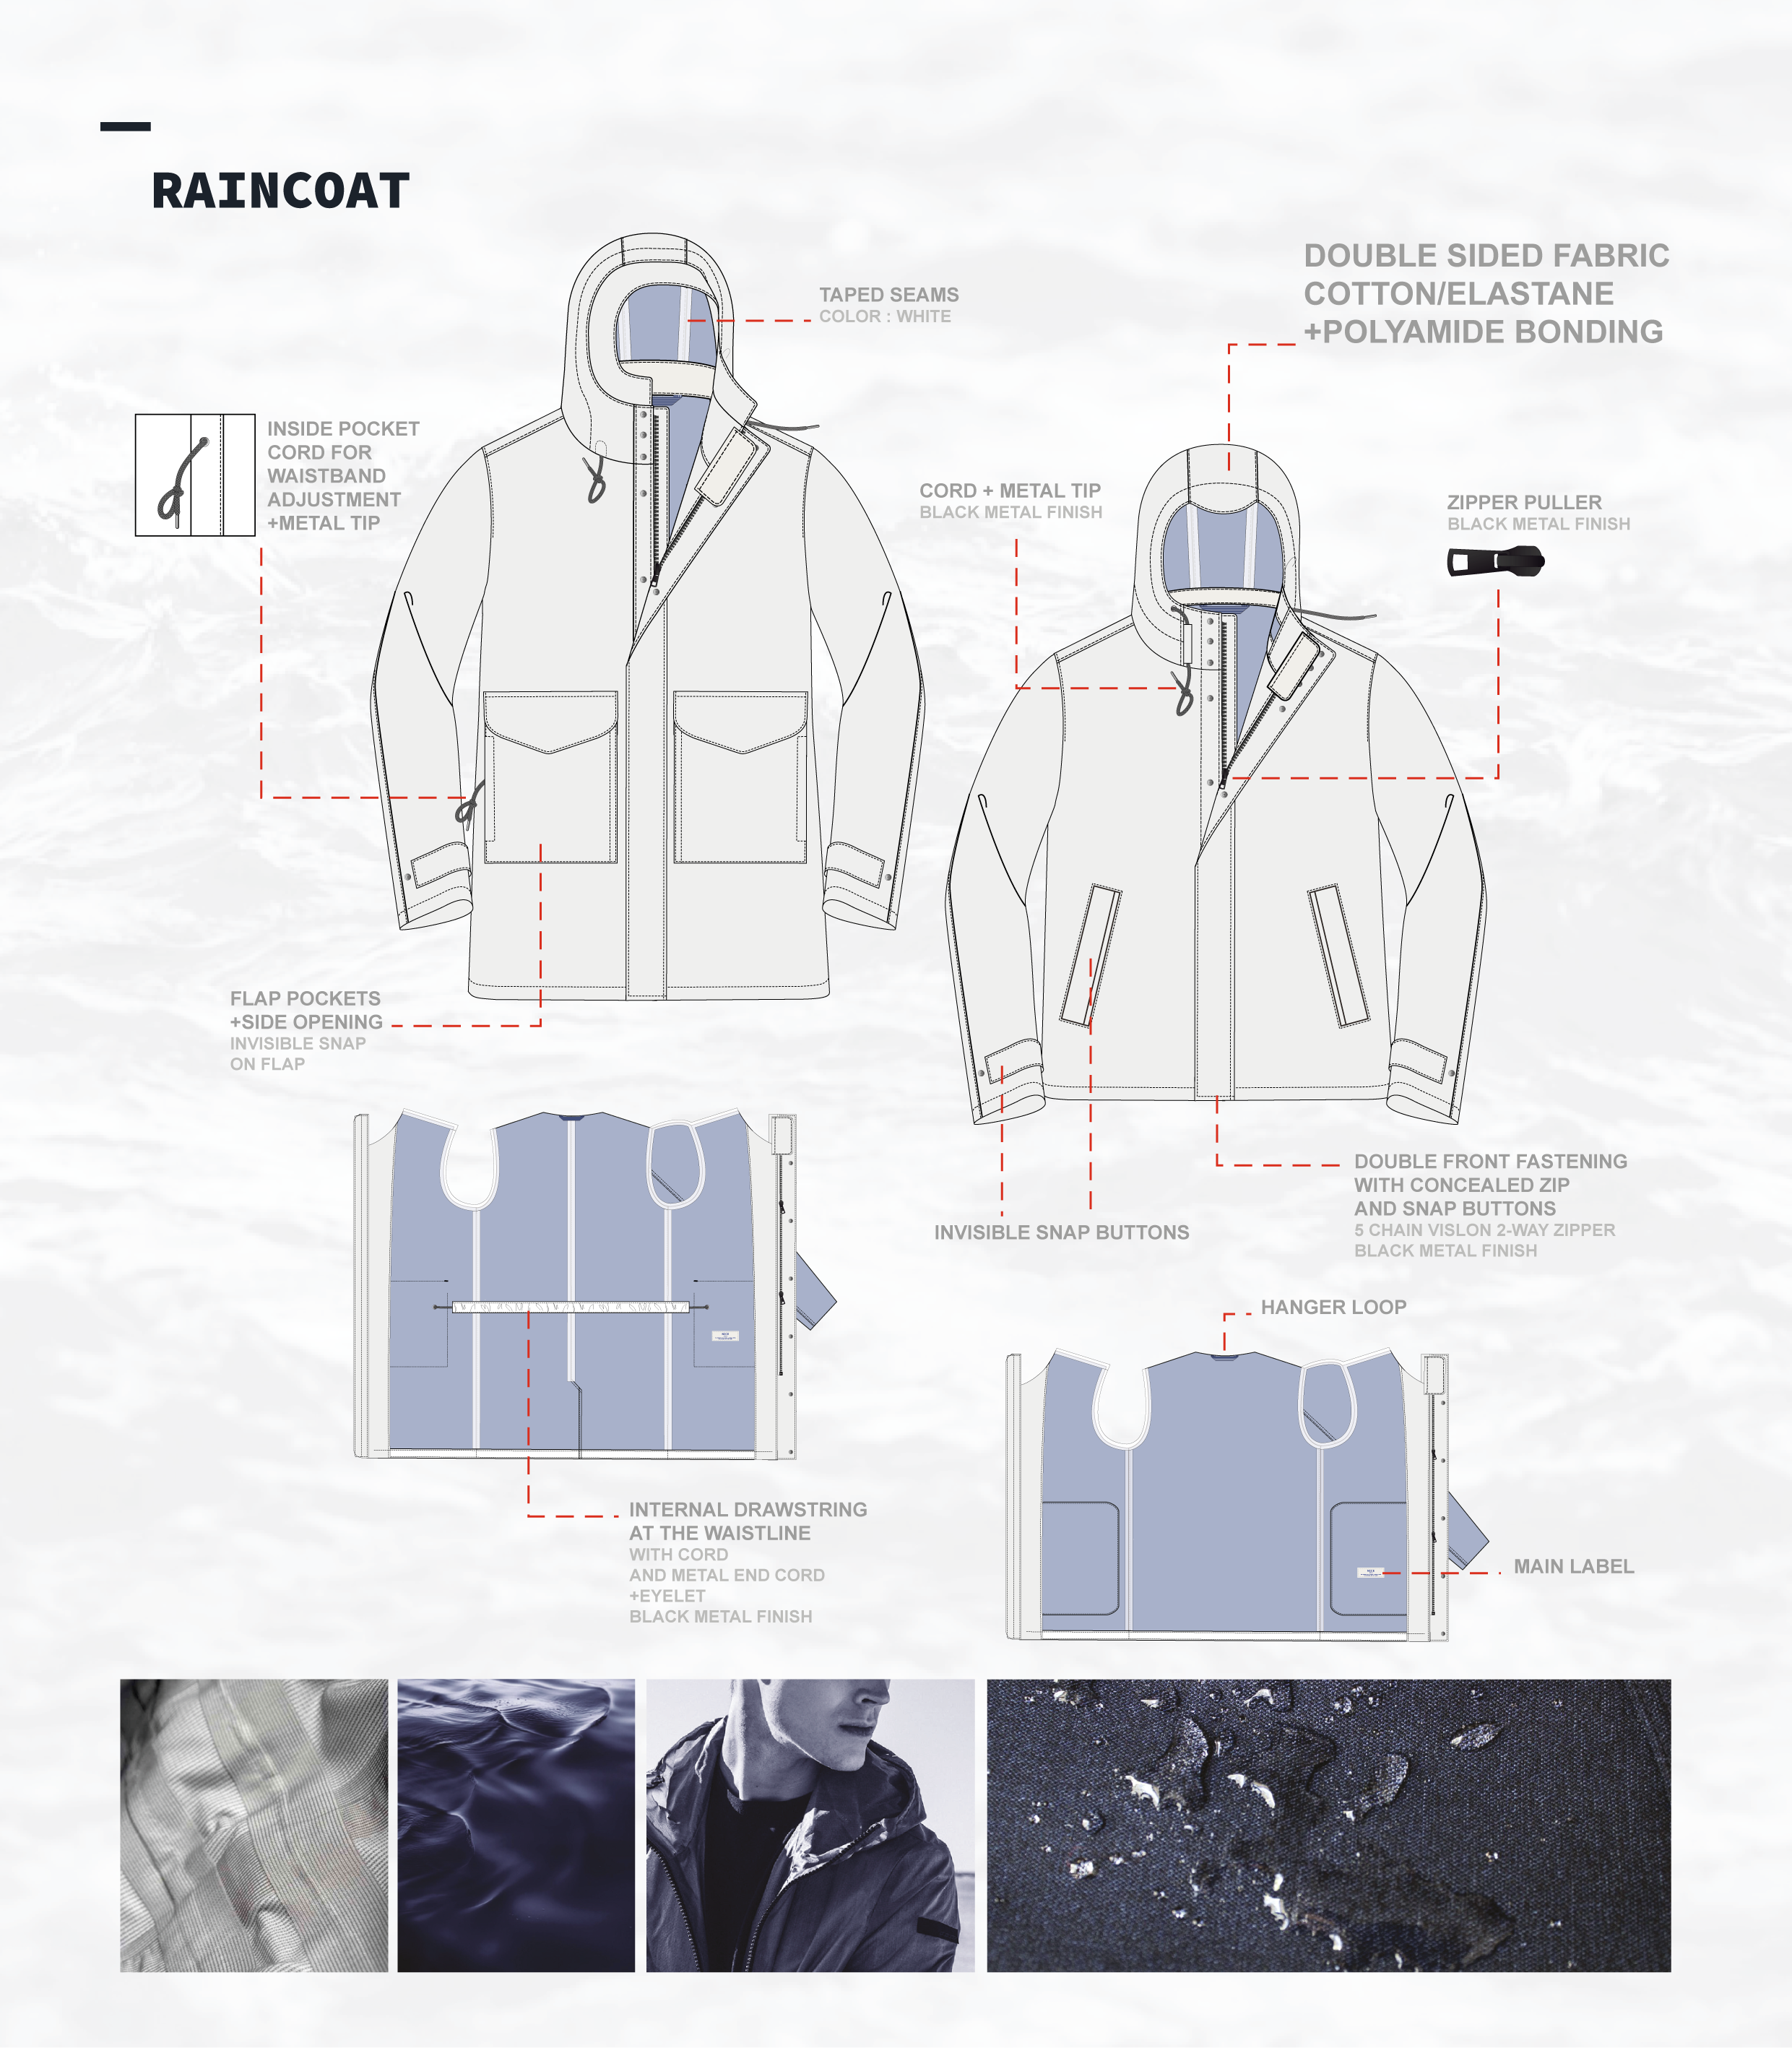 RAINCOAT
TAPED SEAMS
COLOR : WHITE
DOUBLE SIDED FABRIC
COTTON/ELASTANE
+POLYAMIDE BONDING
INSIDE POCKET
CORD FOR
WAISTBAND
ADJUSTMENT
+METAL TIP
CORD + METAL TIP
BLACK METAL FINISH
ZIPPER PULLER
BLACK METAL FINISH
FLAP POCKETS
+SIDE OPENING
INVISIBLE SNAP
ON FLAP
INVISIBLE SNAP BUTTONS
DOUBLE FRONT FASTENING
WITH CONCEALED ZIP
AND SNAP BUTTONS
5 CHAIN VISLON 2-WAY ZIPPER
BLACK METAL FINISH
HANGER LOOP
INTERNAL DRAWSTRING
AT THE WAISTLINE
WITH CORD
AND METAL END CORD
+EYELET
BLACK METAL FINISH
MAIN LABEL